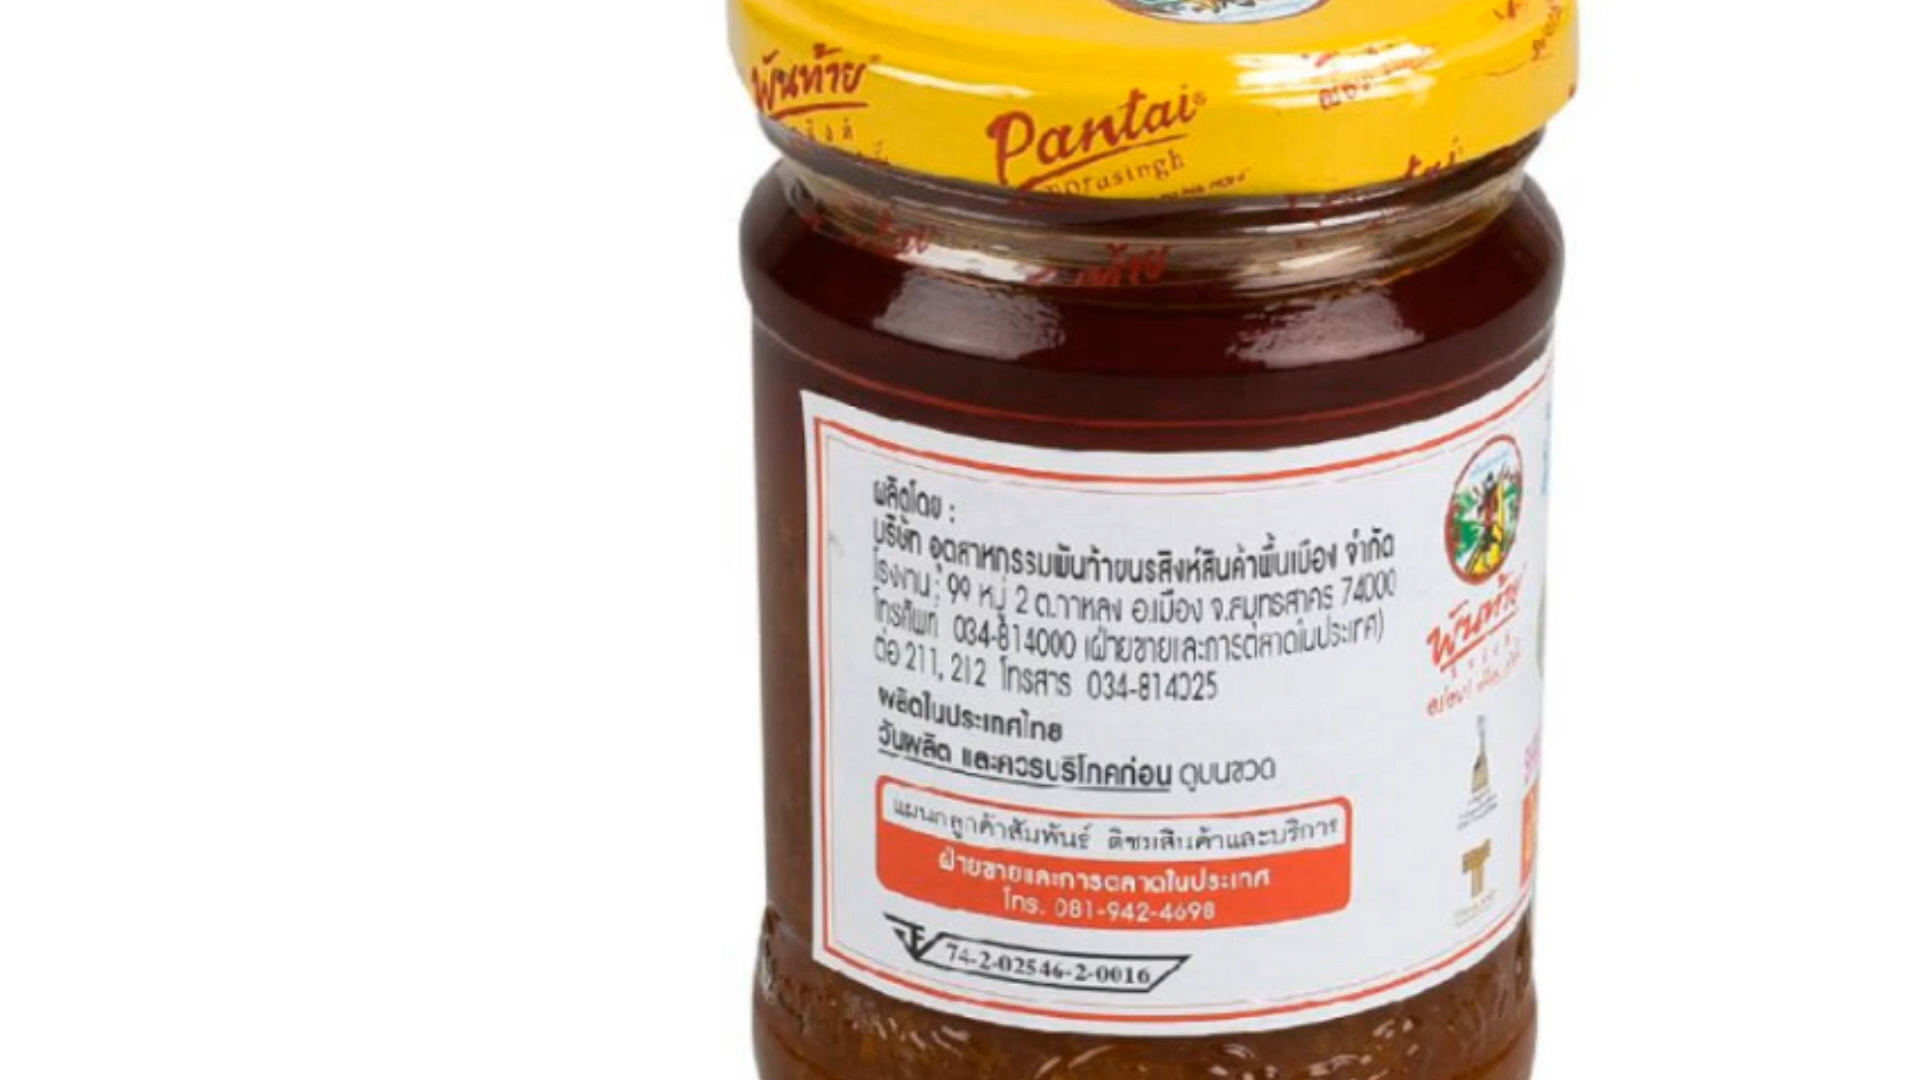 พันท้าย
Pantai
ผลิตโดย :
บริษัท อุตสาหกรรมพันท้ายนรสิงห์สินค้าพื้นเมือง จำกัด
โรงงาน : 99 หมู่ 2 ต.กาหลง อ.เมือง จ.สมุทรสาคร 74000
โทรศัพท์ 034-814000 (ฝ่ายขายและการตลาดในประเทศ)
ต่อ 211, 212 โทรสาร 034-814025
ผลิตในประเทศไทย
วันผลิต และควรบริโภคก่อน ดูบนขวด
แผนกลูกค้าสัมพันธ์ ติชมสินค้าและบริการ
ฝ่ายขายและการตลาดในประเทศ
โทร. 081-942-4698
74-2-02546-2-0016
พันท้าย